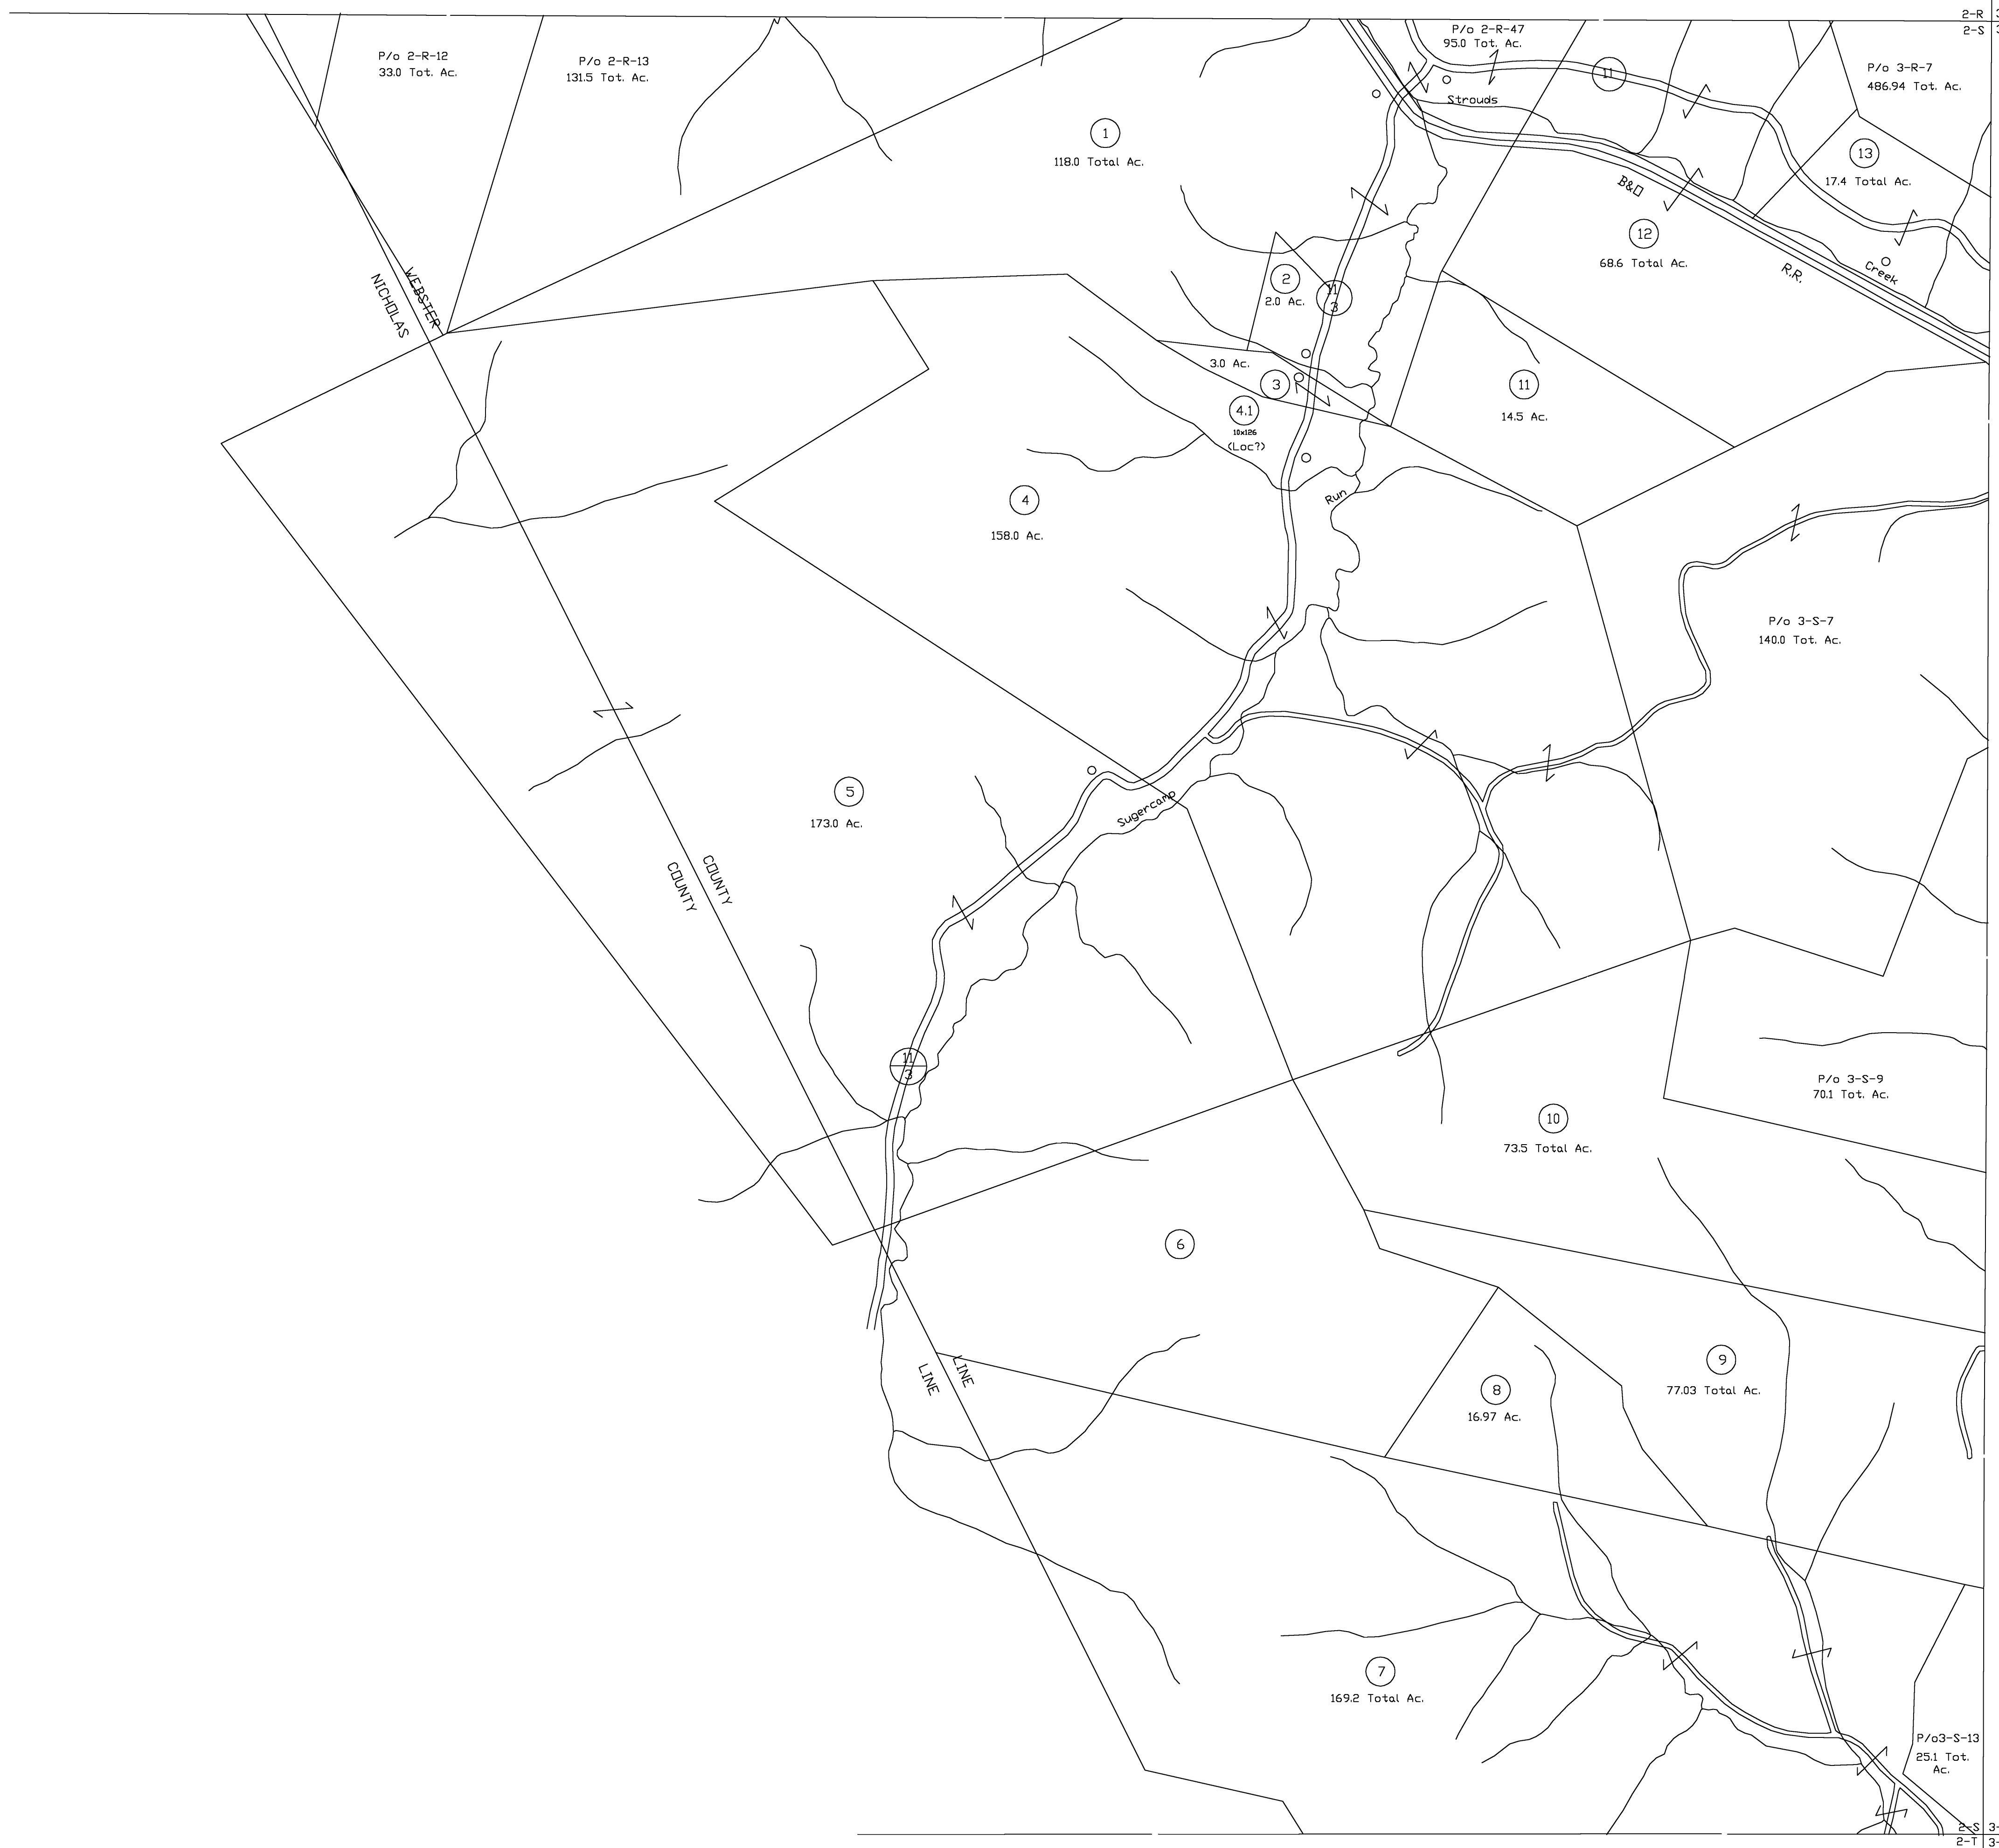 2-R
2-S
P/o 2-R-12
33.0 Tot. Ac.
P/o 2-R-13
131.5 Tot. Ac.
P/o 2-R-47
95.0 Tot. Ac.
Strouds
11
P/o 3-R-7
486.94 Tot. Ac.
1
118.0 Total Ac.
13
17.4 Total Ac.
B&O
12
68.6 Total Ac.
R.R.
Creek
WEBSTER
NICHOLAS
2
2.0 Ac.
11
3
3.0 Ac.
3
4.1
10x126
(Loc?)
11
14.5 Ac.
4
158.0 Ac.
Run
P/o 3-S-7
140.0 Tot. Ac.
5
173.0 Ac.
Sugercamp
COUNTY
COUNTY
11
3
P/o 3-S-9
70.1 Tot. Ac.
10
73.5 Total Ac.
6
LINE
LINE
8
16.97 Ac.
9
77.03 Total Ac.
7
169.2 Total Ac.
P/o3-S-13
25.1 Tot.
Ac.
2-S
3-
2-T
3-